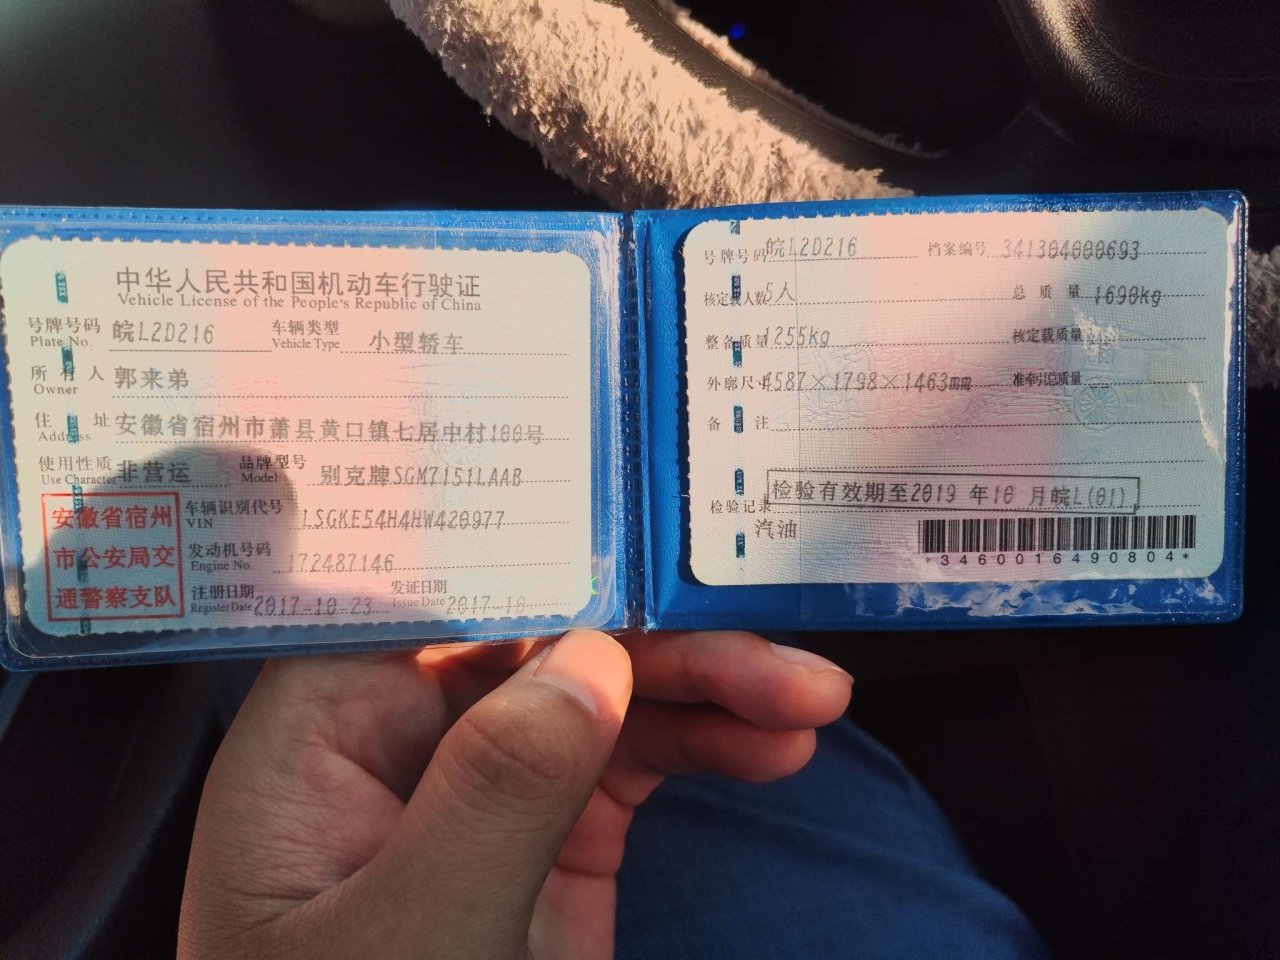 中华人民共和国机动车行驶证
Vehicle License of the People's Republic of China
号牌号码 皖L2D216 车辆类型 小型轿车
Plate No. Vehicle Type
所有人 郭来弟
Owner
住址 安徽省宿州市萧县黄口镇七居中村100号
Address
使用性质 非营运 品牌型号 别克牌SGM7151LAAB
Use Character Model
安徽省宿州
市公安局交
通警察支队
车辆识别代号 LSGKE54H4HW420977
VIN
发动机号码 172487146
Engine No.
注册日期 2017-10-23 发证日期 2017-10
Register Date Issue Date
号牌号码 皖L2D216 档案编号 341304000693
核定载人数 5人 总质量 1690kg
整备质量 1255kg 核定载质量
外廓尺寸 4587×1798×1463mm 准牵引总质量
备注
检验有效期至2019年10月皖L(01)
检验记录
汽油
*3460016490804*